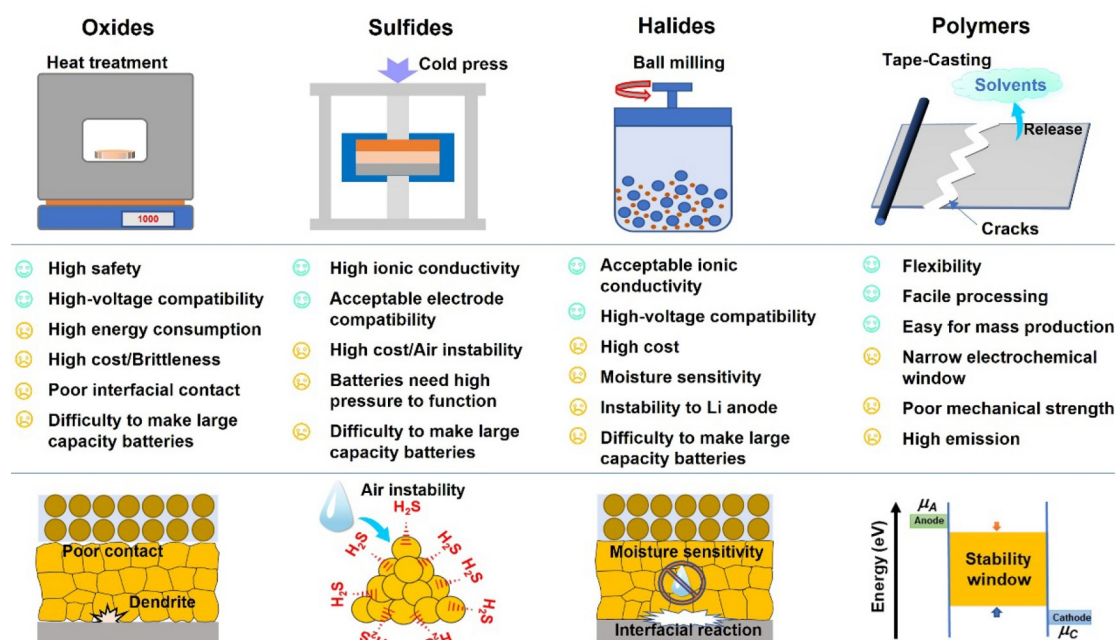 Oxides
Heat treatment
1000
Sulfides
Cold press
Halides
Ball milling
Polymers
Tape-Casting
Solvents
Release
Cracks
High safety
High-voltage compatibility
High energy consumption
High cost/Brittleness
Poor interfacial contact
Difficulty to make large
capacity batteries
High ionic conductivity
Acceptable electrode
compatibility
High cost/Air instability
Batteries need high
pressure to function
Difficulty to make large
capacity batteries
Acceptable ionic
conductivity
High-voltage compatibility
High cost
Moisture sensitivity
Instability to Li anode
Difficulty to make large
capacity batteries
Flexibility
Facile processing
Easy for mass production
Narrow electrochemical
window
Poor mechanical strength
High emission
Poor contact
Dendrite
Air instability
H₂S
H₂S
H₂S
H₂S
H₂S
H₂S
H₂S
H₂S
H₂S
Moisture sensitivity
Interfacial reaction
Energy (eV)
μA
Anode
Stability
window
Cathode
μC